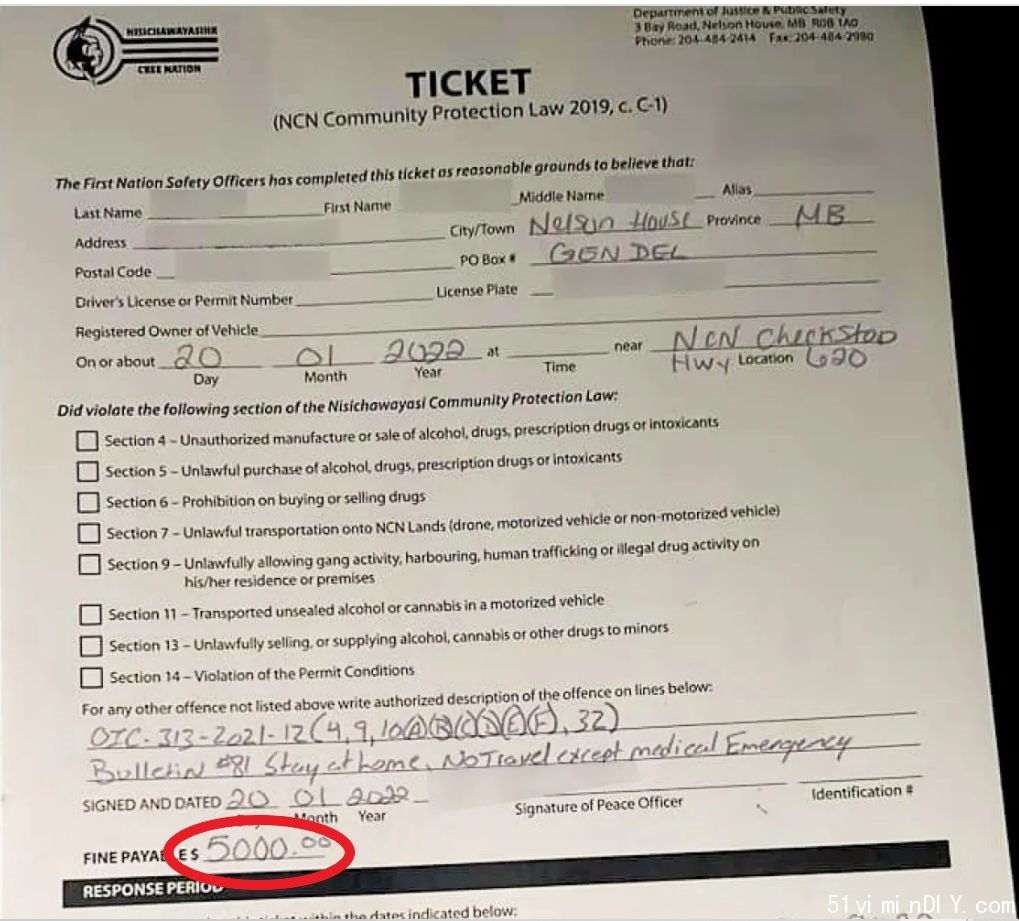 NISICHAWAYASIHK
CREE NATION
Department of Justice & Public Safety
3 Bay Road, Nelson House, MB R0B 1A0
Phone: 204-484-2414 Fax: 204-484-2980
TICKET
(NCN Community Protection Law 2019, c. C-1)
The First Nation Safety Officers has completed this ticket as reasonable grounds to believe that:
Last Name First Name Middle Name Alias
Address City/Town Nelson House Province MB
Postal Code PO Box # GEN DEL
Driver's License or Permit Number License Plate
Registered Owner of Vehicle
On or about 20 01 2022 at near NCN Checkstop
Day Month Year Time Hwy Location 620
Did violate the following section of the Nisichawayasi Community Protection Law:
Section 4 – Unauthorized manufacture or sale of alcohol, drugs, prescription drugs or intoxicants
Section 5 – Unlawful purchase of alcohol, drugs, prescription drugs or intoxicants
Section 6 – Prohibition on buying or selling drugs
Section 7 – Unlawful transportation onto NCN Lands (drone, motorized vehicle or non-motorized vehicle)
Section 9 – Unlawfully allowing gang activity, harbouring, human trafficking or illegal drug activity on
his/her residence or premises
Section 11 – Transported unsealed alcohol or cannabis in a motorized vehicle
Section 13 – Unlawfully selling, or supplying alcohol, cannabis or other drugs to minors
Section 14 – Violation of the Permit Conditions
For any other offence not listed above write authorized description of the offence on lines below:
OIC-313-2021-12 (4, 9, 10 A B C D E F, 32)
Bulletin #81 Stay at home. No Travel except medical Emergency
SIGNED AND DATED 20 01 2022
Month Year Signature of Peace Officer Identification #
FINE PAYABLE $ 5000.00
RESPONSE PERIOD
this ticket within the dates indicated below:
51yiminDIY.com